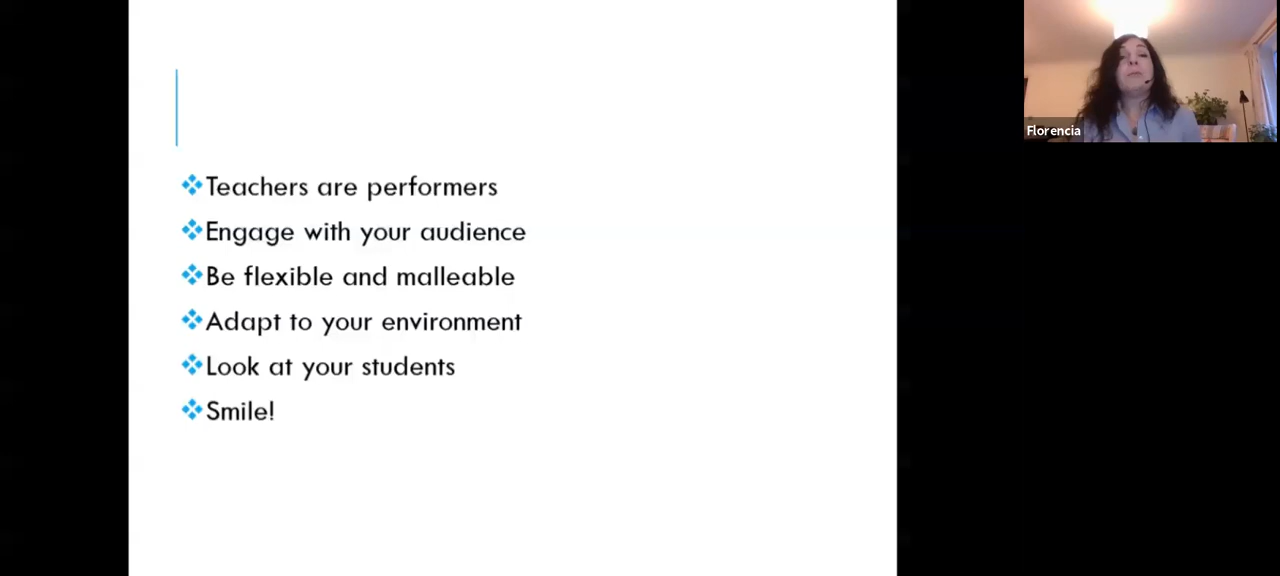 Teachers are performers
Engage with your audience
Be flexible and malleable
Adapt to your environment
Look at your students
Smile!
Florencia